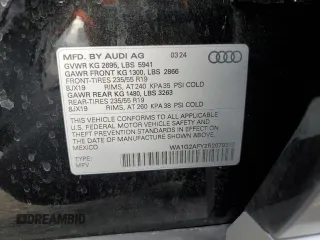 MFD. BY AUDI AG 03 24
GVWR KG 2695, LBS 5941
GAWR FRONT KG 1300, LBS 2866
FRONT-TIRES 235/55 R19
8JX19 RIMS, AT 240 KPA 35 PSI COLD
GAWR REAR KG 1480, LBS 3263
REAR-TIRES 235/55 R19
8JX19 RIMS, AT 260 KPA 38 PSI COLD
THIS VEHICLE CONFORMS TO ALL APPLICABLE
U.S. FEDERAL MOTOR VEHICLE SAFETY,
BUMPER, AND THEFT PREVENTION
STANDARDS IN EFFECT ON THE DATE OF
MANUFACTURE SHOWN ABOVE
MEXICO
TYPE:
MPV
© IAAI/BIDMIO